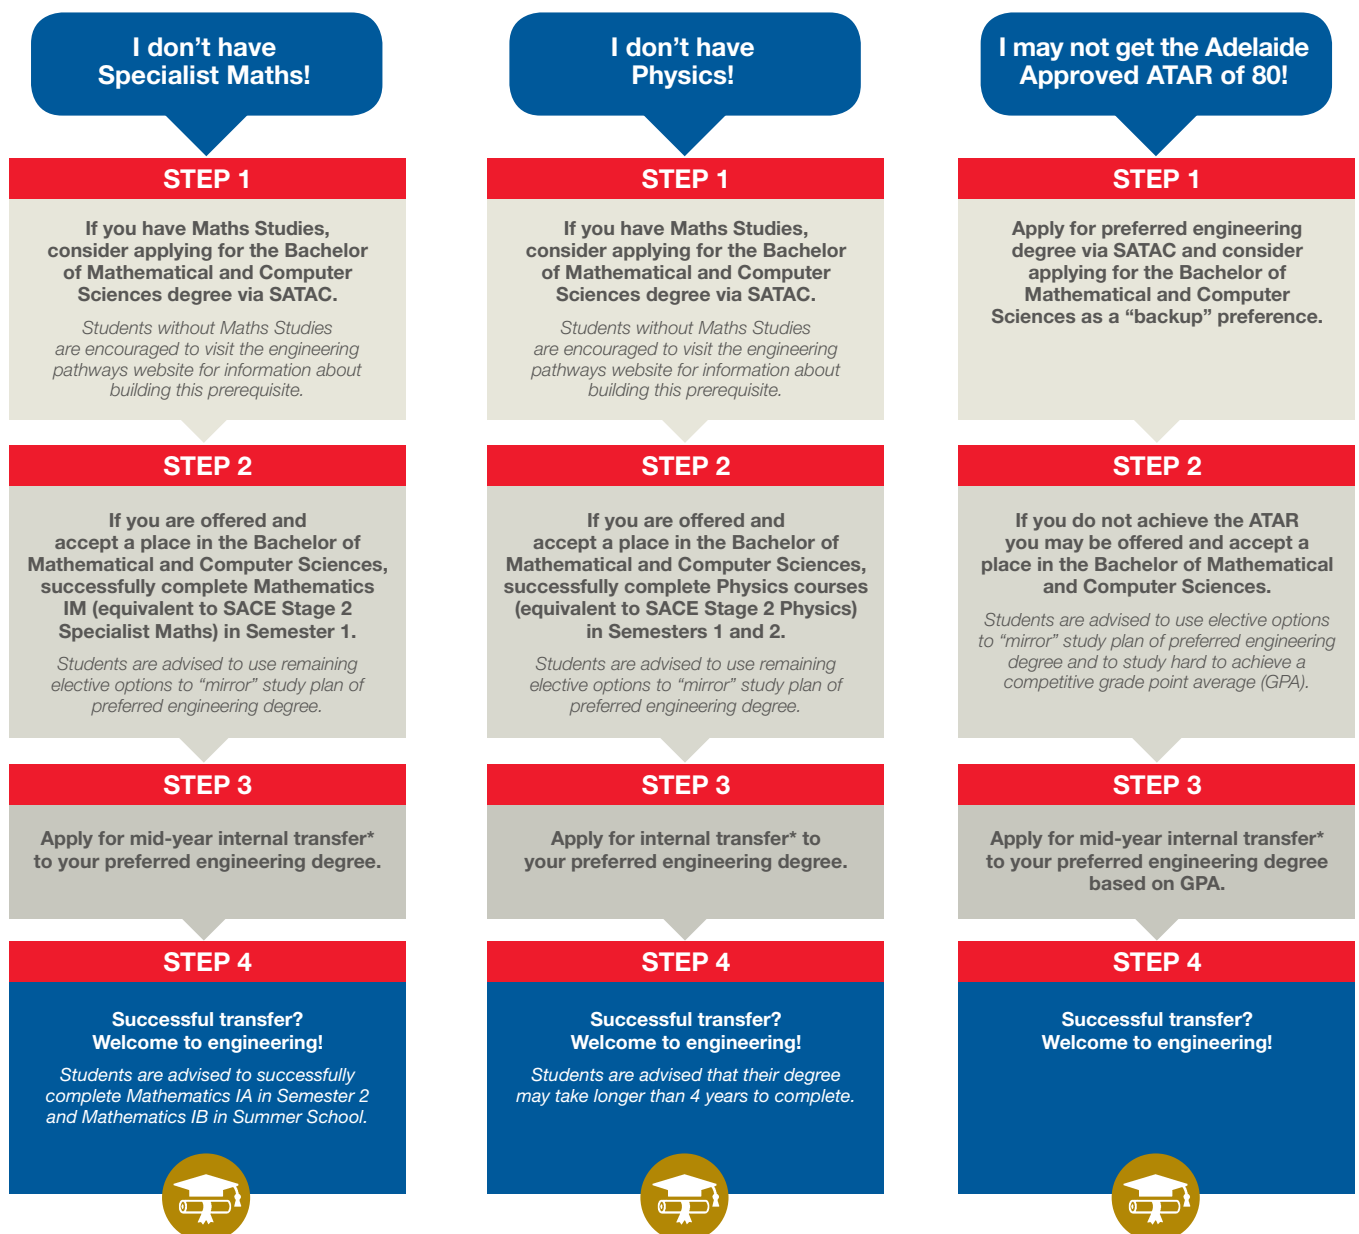 I don't have
Specialist Maths!
STEP 1
If you have Maths Studies,
consider applying for the Bachelor
of Mathematical and Computer
Sciences degree via SATAC.
Students without Maths Studies
are encouraged to visit the engineering
pathways website for information about
building this prerequisite.
STEP 2
If you are offered and
accept a place in the Bachelor of
Mathematical and Computer Sciences,
successfully complete Mathematics
IM (equivalent to SACE Stage 2
Specialist Maths) in Semester 1.
Students are advised to use remaining
elective options to “mirror” study plan of
preferred engineering degree.
STEP 3
Apply for mid-year internal transfer*
to your preferred engineering degree.
STEP 4
Successful transfer?
Welcome to engineering!
Students are advised to successfully
complete Mathematics IA in Semester 2
and Mathematics IB in Summer School.
I don't have
Physics!
STEP 1
If you have Maths Studies,
consider applying for the Bachelor
of Mathematical and Computer
Sciences degree via SATAC.
Students without Maths Studies
are encouraged to visit the engineering
pathways website for information about
building this prerequisite.
STEP 2
If you are offered and
accept a place in the Bachelor of
Mathematical and Computer Sciences,
successfully complete Physics courses
(equivalent to SACE Stage 2 Physics)
in Semesters 1 and 2.
Students are advised to use remaining
elective options to “mirror” study plan of
preferred engineering degree.
STEP 3
Apply for internal transfer* to
your preferred engineering degree.
STEP 4
Successful transfer?
Welcome to engineering!
Students are advised that their degree
may take longer than 4 years to complete.
I may not get the Adelaide
Approved ATAR of 80!
STEP 1
Apply for preferred engineering
degree via SATAC and consider
applying for the Bachelor of
Mathematical and Computer
Sciences as a “backup” preference.
STEP 2
If you do not achieve the ATAR
you may be offered and accept a
place in the Bachelor of Mathematical
and Computer Sciences.
Students are advised to use elective options
to “mirror” study plan of preferred engineering
degree and to study hard to achieve a
competitive grade point average (GPA).
STEP 3
Apply for mid-year internal transfer*
to your preferred engineering degree
based on GPA.
STEP 4
Successful transfer?
Welcome to engineering!